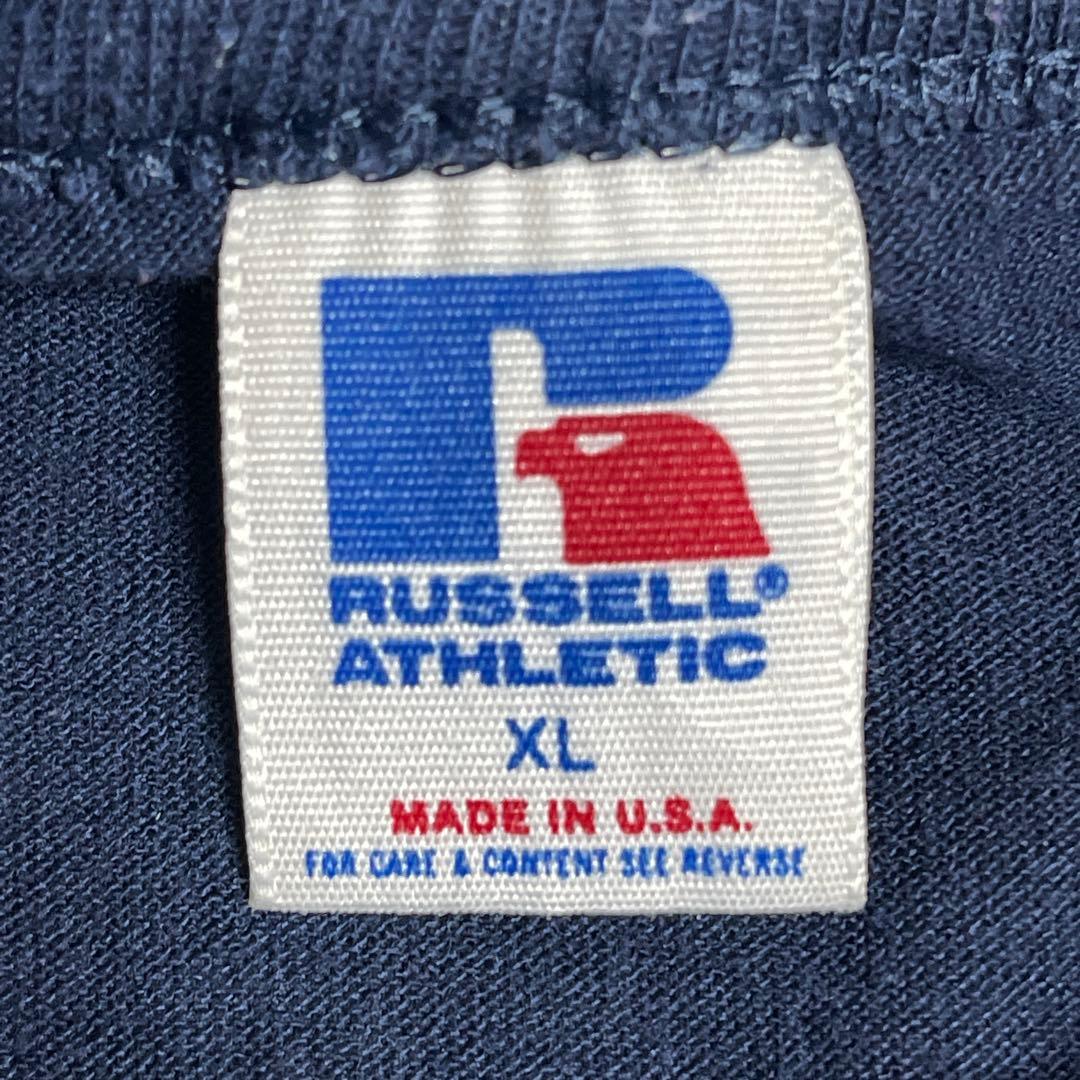 RUSSELL®
ATHLETIC
XL
MADE IN U.S.A.
FOR CARE & CONTENT SEE REVERSE